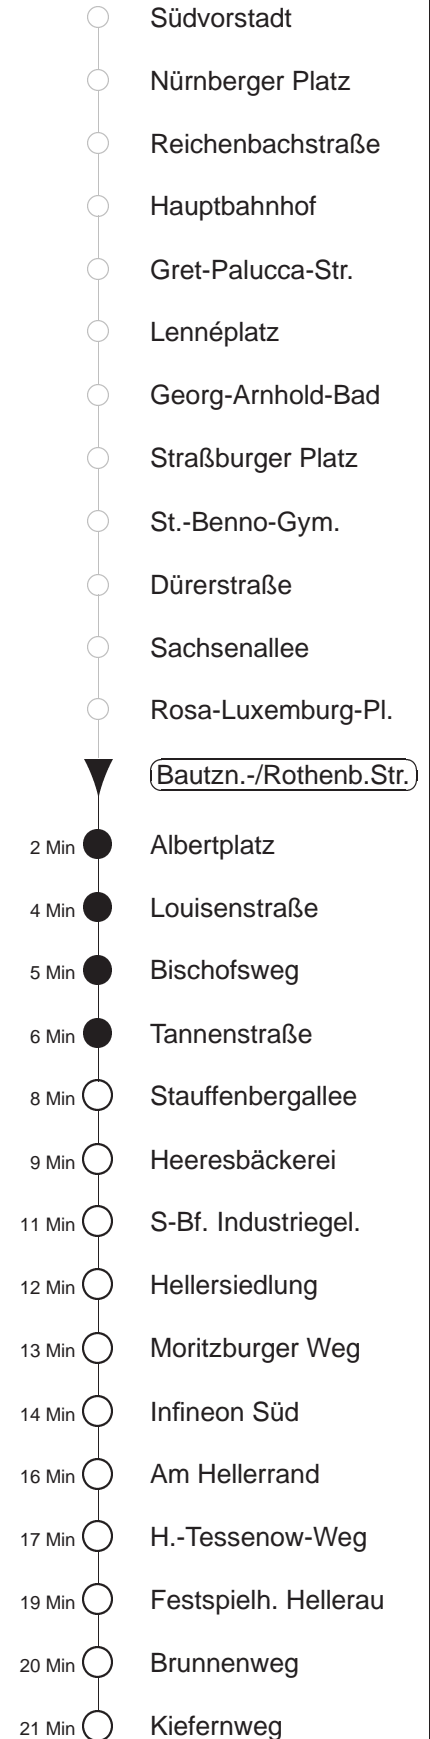 Südvorstadt
Nürnberger Platz
Reichenbachstraße
Hauptbahnhof
Gret-Palucca-Str.
Lennéplatz
Georg-Arnhold-Bad
Straßburger Platz
St.-Benno-Gym.
Dürerstraße
Sachsenallee
Rosa-Luxemburg-Pl.
Bautzn.-/Rothenb.Str.
2 Min Albertplatz
4 Min Louisenstraße
5 Min Bischofsweg
6 Min Tannenstraße
8 Min Stauffenbergallee
9 Min Heeresbäckerei
11 Min S-Bf. Industriegel.
12 Min Hellersiedlung
13 Min Moritzburger Weg
14 Min Infineon Süd
16 Min Am Hellerrand
17 Min H.-Tessenow-Weg
19 Min Festspielh. Hellerau
20 Min Brunnenweg
21 Min Kiefernweg